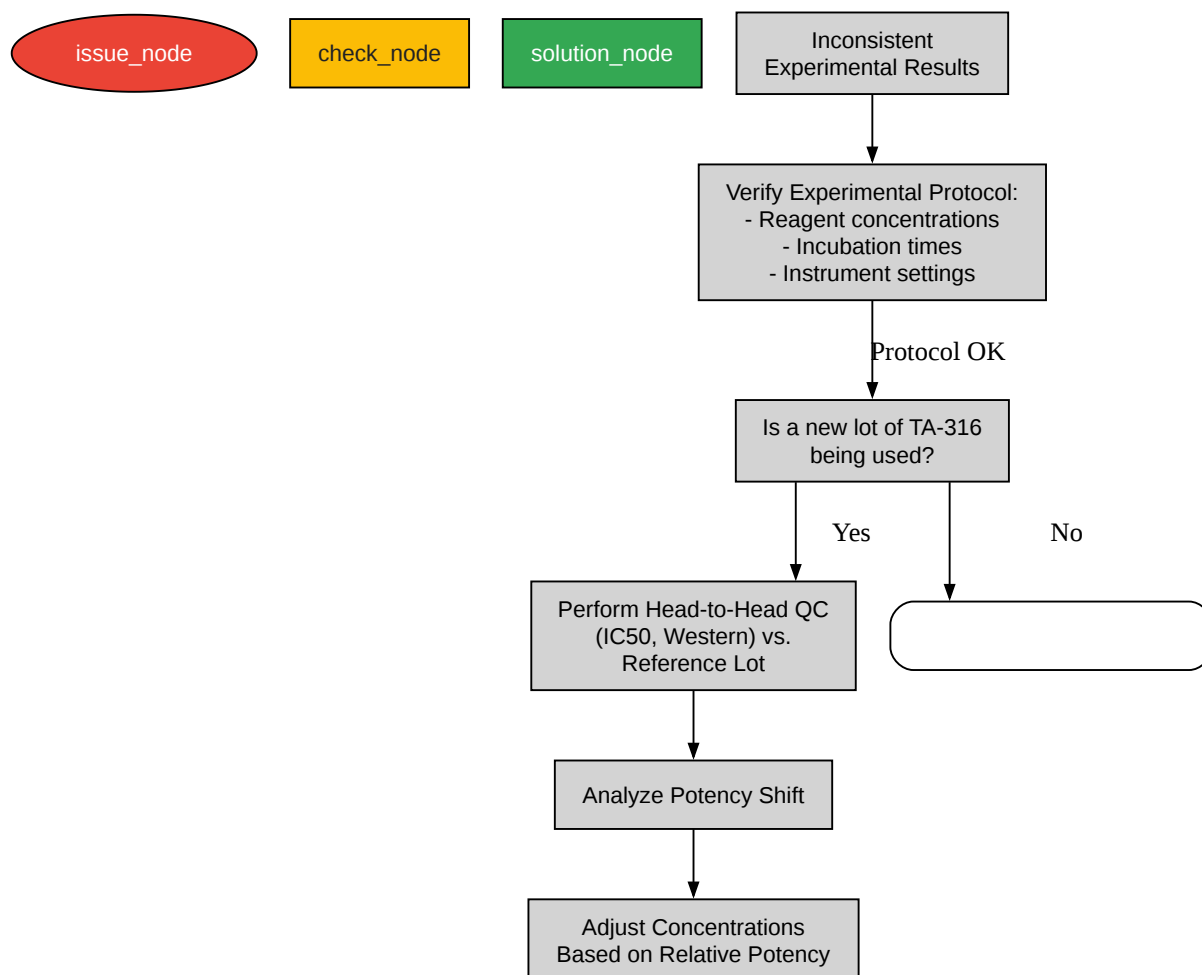 issue_node
check_node
solution_node
Inconsistent
Experimental Results
Verify Experimental Protocol:
- Reagent concentrations
- Incubation times
- Instrument settings
Protocol OK
Is a new lot of TA-316
being used?
Yes
No
Perform Head-to-Head QC
(IC50, Western) vs.
Reference Lot
Analyze Potency Shift
Adjust Concentrations
Based on Relative Potency